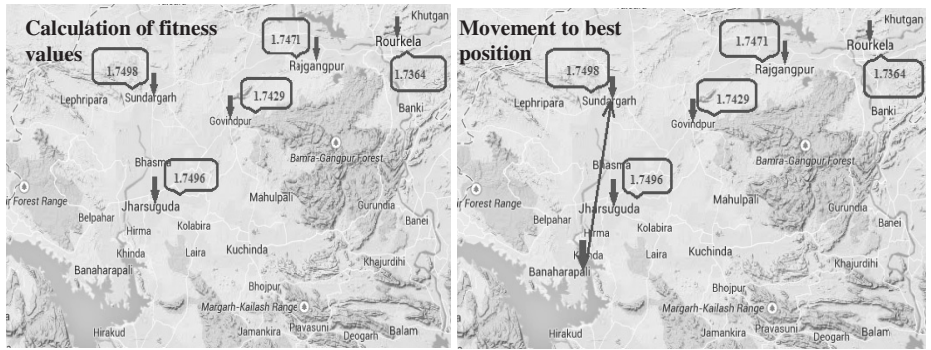 Calculation of fitness
values
Khutgan
1.7471
Rourkela
Rajgangpur
1.7498
1.7364
Lephripara
Sundargarh
1.7429
Banki
Govindpur
Bhasma
Bamra-Gangpur Forest
1.7496
ir Forest Range
Jharsuguda
Mahulpali
Gurundia
Belpahar
Kolabira
Banei
Hirma
Khinda
Laira
Kuchinda
Khajurdihi
Banaharapali
Bhojpur
Margarh-Kailash Range
Pravasuni
Hirakud
Jamankira
Deogarh
Balam
Movement to best
position
Khutgan
1.7471
Rourkela
Rajgangpur
1.7498
1.7364
Lephripara
Sundargarh
1.7429
Banki
Govindpur
Bhasma
Bamra-Gangpur Forest
1.7496
ir Forest Range
Jharsuguda
Mahulpali
Gurundia
Belpahar
Kolabira
Banei
Hirma
Laira
Kuchinda
Khajurdihi
Banaharapali
Bhojpur
Margarh-Kailash Range
Pravasuni
Hirakud
Jamankira
Deogarh
Balam